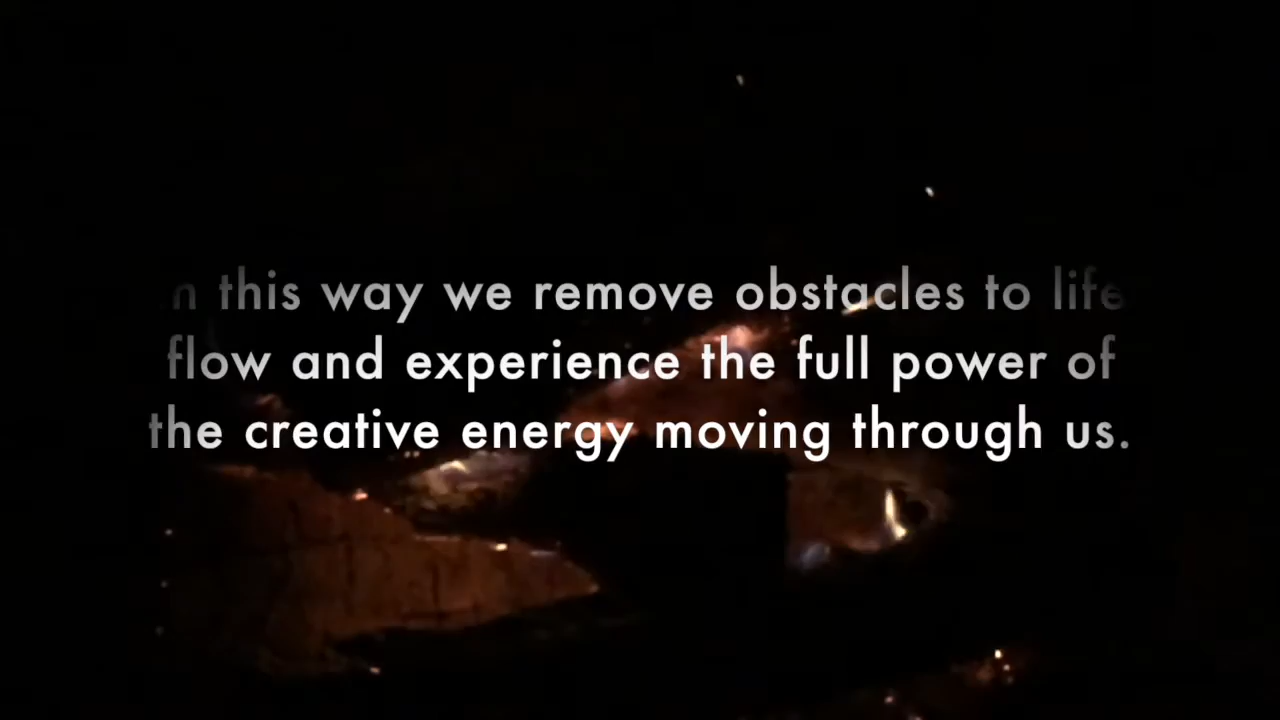 n this way we remove obstacles to life
flow and experience the full power of
the creative energy moving through us.